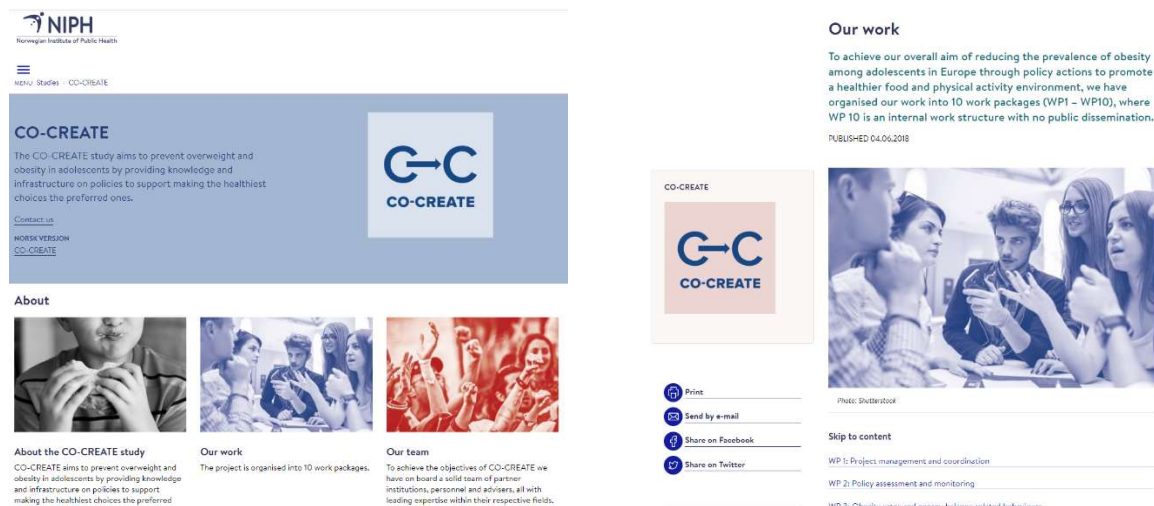 NIPH
Norwegian Institute of Public Health
MENU Studies - CO-CREATE
CO-CREATE
The CO-CREATE study aims to prevent overweight and
obesity in adolescents by providing knowledge and
infrastructure on policies to support making the healthiest
choices the preferred ones.
Contact us
NORSK VERSJON
CO-CREATE
C→C
CO-CREATE
About
About the CO-CREATE study
CO-CREATE aims to prevent overweight and
obesity in adolescents by providing knowledge
and infrastructure on policies to support
making the healthiest choices the preferred
Our work
The project is organised into 10 work packages.
Our team
To achieve the objectives of CO-CREATE we
have on board a solid team of partner
institutions, personnel and advisers, all with
leading expertise within their respective fields.
Our work
To achieve our overall aim of reducing the prevalence of obesity
among adolescents in Europe through policy actions to promote
a healthier food and physical activity environment, we have
organised our work into 10 work packages (WP1 – WP10), where
WP 10 is an internal work structure with no public dissemination.
PUBLISHED 04.06.2018
CO-CREATE
C→C
CO-CREATE
Print
Send by e-mail
Share on Facebook
Share on Twitter
Photo: Shutterstock
Skip to content
WP 1: Project management and coordination
WP 2: Policy assessment and monitoring